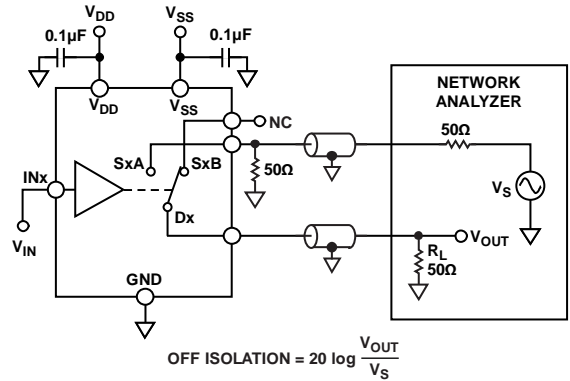 VDD
VSS
0.1µF
0.1µF
VDD
VSS
NC
SxA
SxB
50Ω
INx
Dx
VIN
GND
NETWORK
ANALYZER
50Ω
VS
VOUT
RL
50Ω
OFF ISOLATION = 20 log VOUT/VS